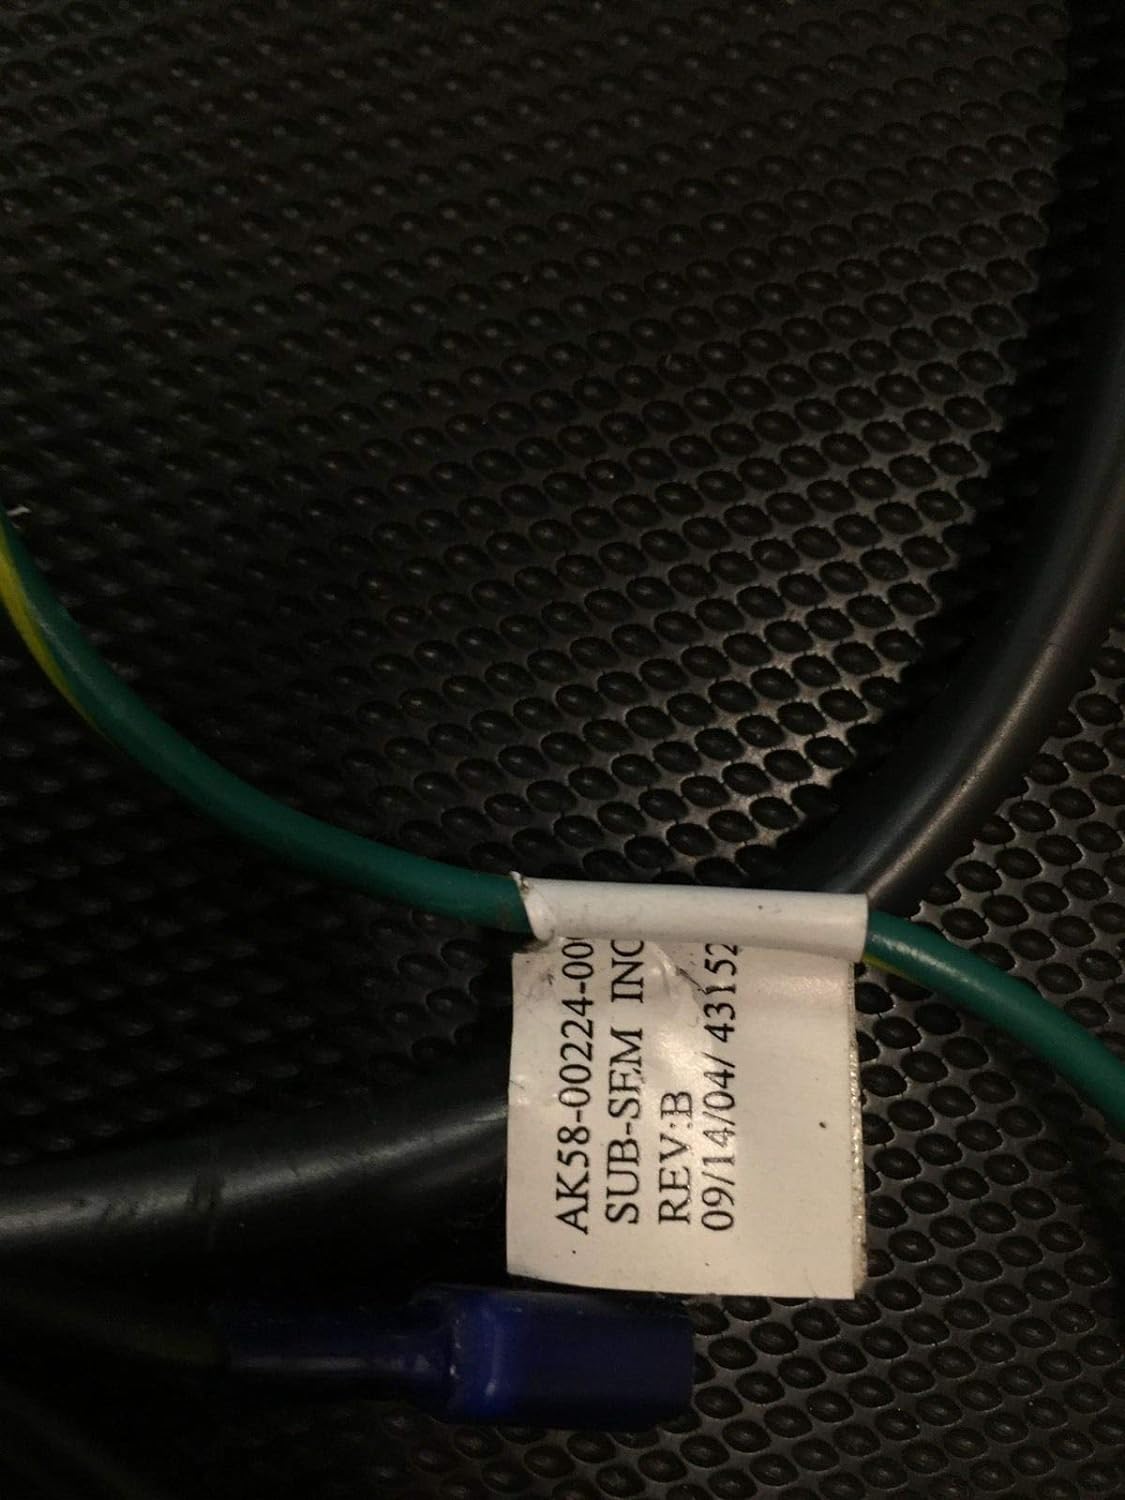 AK58-00224-00
SUB-SEM INC
REV:B
09/14/04/ 43152